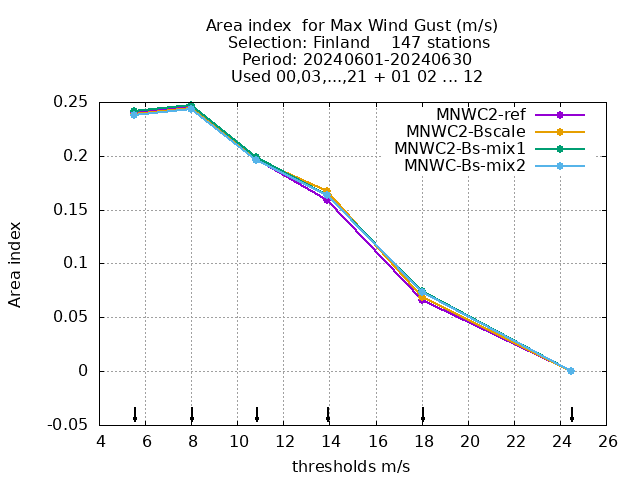 Area index  for Max Wind Gust (m/s)
Selection: Finland    147 stations
Period: 20240601-20240630
Used 00,03,...,21 + 01 02 ... 12
MNWC2-ref
MNWC2-Bscale
MNWC2-Bs-mix1
MNWC-Bs-mix2
Area index
0.25
0.2
0.15
0.1
0.05
0
-0.05
4 6 8 10 12 14 16 18 20 22 24 26
thresholds m/s